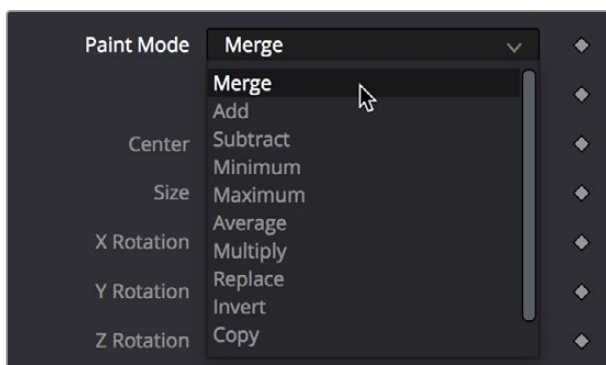 Paint Mode Merge
Merge
Add
Center Subtract
Minimum
Size Maximum
Average
X Rotation Multiply
Replace
Y Rotation Invert
Z Rotation Copy